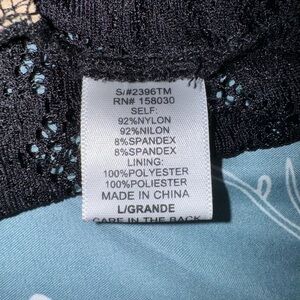 S/#2396TM
RN# 158030
SELF:
92%NYLON
92%NILON
8%SPANDEX
8%SPANDEX
LINING:
100%POLYESTER
100%POLIESTER
MADE IN CHINA
L/GRANDE
CARE IN THE BACK